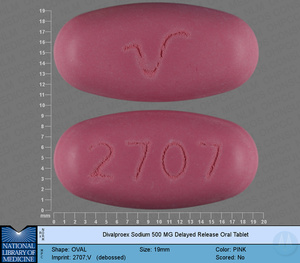 V
2707
mm
Divalproex Sodium 500 MG Delayed Release Oral Tablet
NATIONAL
LIBRARY OF
MEDICINE
Shape: OVAL Size: 19mm Color: PINK
Imprint: 2707;V (debossed) Scored: No